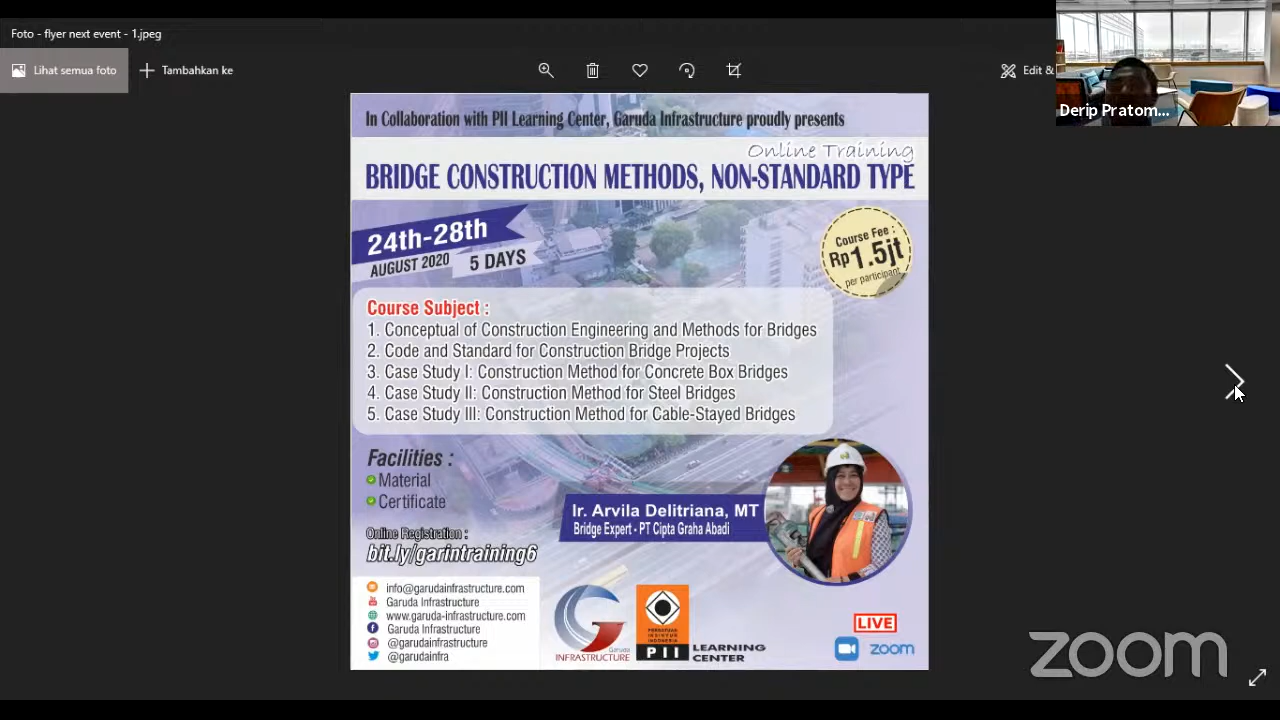 Foto - flyer next event - 1.jpeg
Lihat semua foto
Tambahkan ke
Edit &
Derip Pratom...
In Collaboration with PII Learning Center, Garuda Infrastructure proudly presents
Online Training
BRIDGE CONSTRUCTION METHODS, NON-STANDARD TYPE
24th-28th
AUGUST 2020
5 DAYS
Course Fee :
Rp1.5jt
per participant
Course Subject :
1. Conceptual of Construction Engineering and Methods for Bridges
2. Code and Standard for Construction Bridge Projects
3. Case Study I: Construction Method for Concrete Box Bridges
4. Case Study II: Construction Method for Steel Bridges
5. Case Study III: Construction Method for Cable-Stayed Bridges
Facilities :
Material
Certificate
Ir. Arvila Delitriana, MT
Bridge Expert - PT Cipta Graha Abadi
Online Registration :
bit.ly/garintraining6
info@garudainfrastructure.com
Garuda Infrastructure
www.garuda-infrastructure.com
Garuda Infrastructure
@garudainfrastructure
@garudainfra
Garuda
INFRASTRUCTURE
PERSATUAN
INSINYUR
INDONESIA
PII
LEARNING
CENTER
LIVE
zoom
zoom